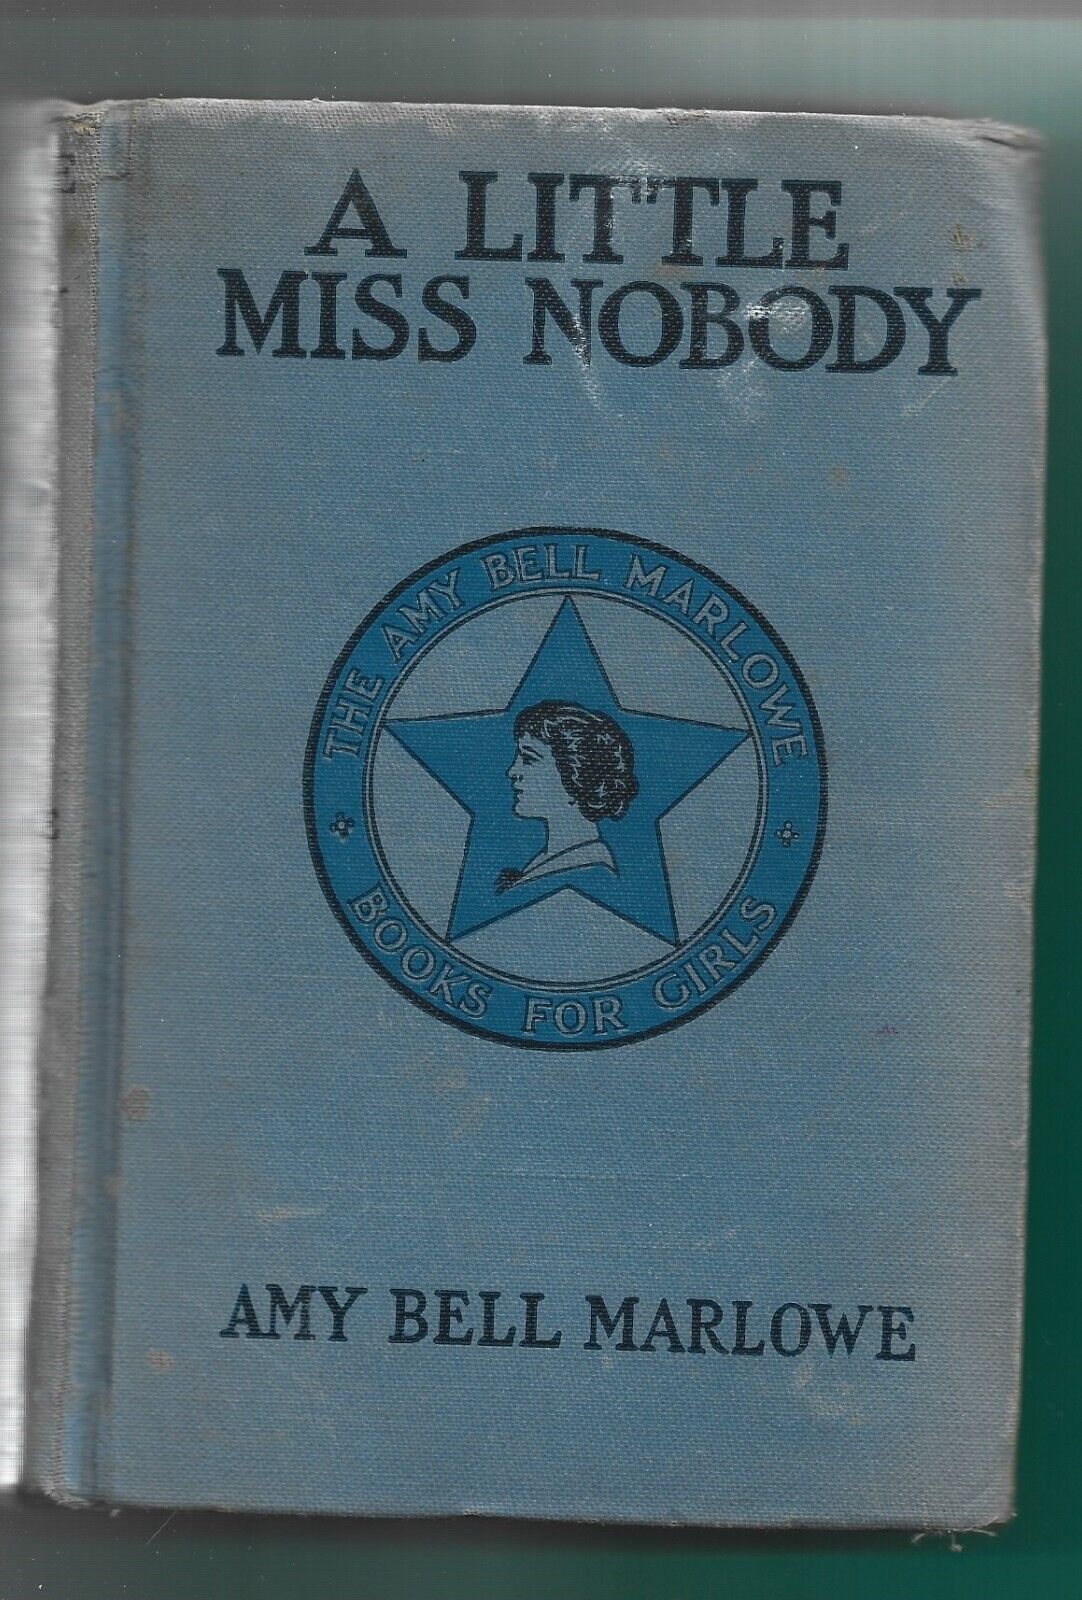 A LITTLE
MISS NOBODY
THE AMY BELL MARLOWE
BOOKS FOR GIRLS
AMY BELL MARLOWE